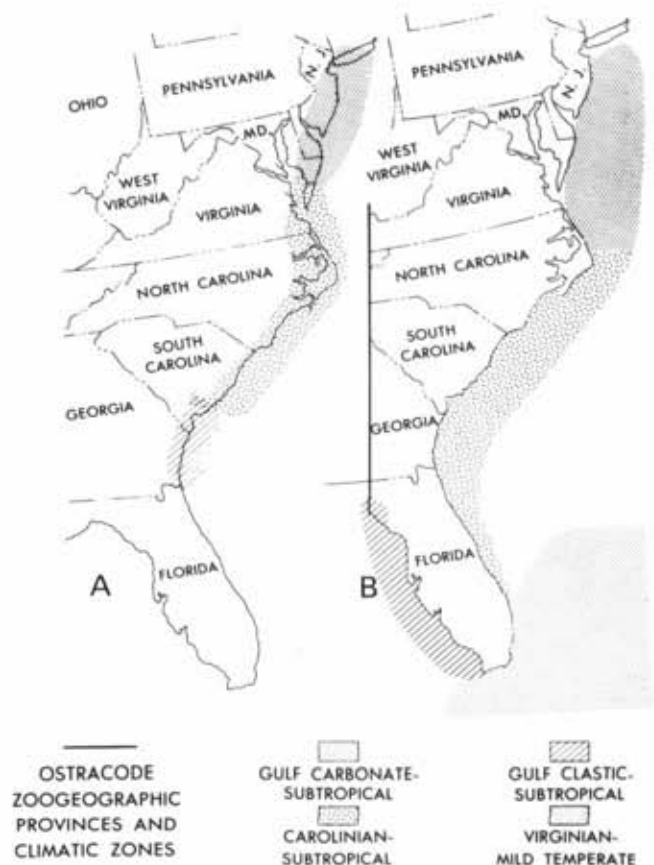 PENNSYLVANIA
N.J.
OHIO
MD.
WEST
VIRGINIA
VIRGINIA
NORTH CAROLINA
SOUTH
CAROLINA
GEORGIA
FLORIDA
A
PENNSYLVANIA
N.J.
MD.
WEST
VIRGINIA
VIRGINIA
NORTH CAROLINA
SOUTH
CAROLINA
GEORGIA
FLORIDA
B
OSTRACODE
ZOOGEOGRAPHIC
PROVINCES AND
CLIMATIC ZONES
GULF CARBONATE-
SUBTROPICAL
CAROLINIAN-
SUBTROPICAL
GULF CLASTIC-
SUBTROPICAL
VIRGINIAN-
MILD TEMPERATE